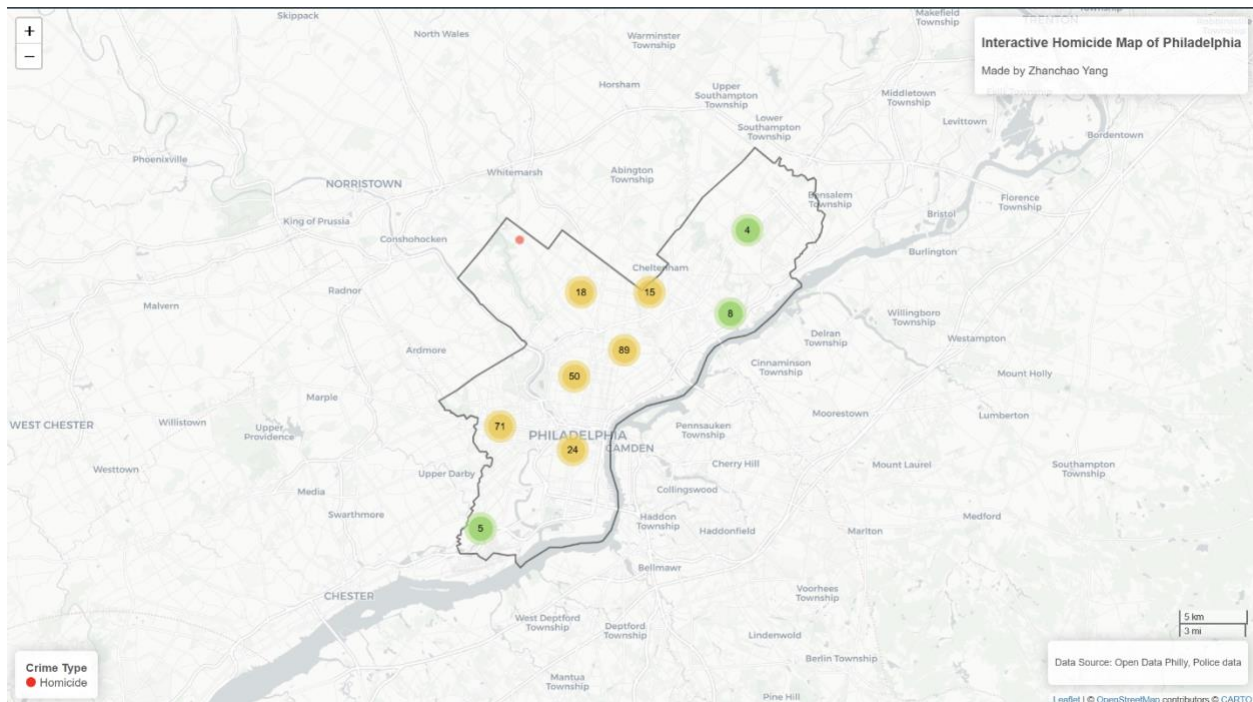 Skippack
North Wales
Warminster
Township
Makefield
Township
TRENTON
Township
+
−
Interactive Homicide Map of Philadelphia
Made by Zhanchao Yang
Horsham
Upper
Southampton
Township
Middletown
Township
Levittown
Lower
Southampton
Township
Bordentown
Phoenixville
Whitemarsh
Abington
Township
NORRISTOWN
Bensalem
Township
Florence
Township
King of Prussia
Bristol
Conshohocken
4
Burlington
Cheltenham
Radnor
18
15
Malvern
8
Willingboro
Township
Delran
Township
Westampton
Ardmore
89
Cinnaminson
Township
50
Mount Holly
Marple
Moorestown
Lumberton
WEST CHESTER
Willistown
Upper
Providence
71
PHILADELPHIA
Pennsauken
Township
24
CAMDEN
Westtown
Upper Darby
Cherry Hill
Mount Laurel
Southampton
Township
Media
Collingswood
Swarthmore
5
Haddon
Township
Haddonfield
Marlton
Medford
Bellmawr
CHESTER
Voorhees
Township
West Deptford
Township
Deptford
Township
Lindenwold
5 km
3 mi
Berlin Township
Crime Type
Homicide
Mantua
Township
Pine Hill
Data Source: Open Data Philly, Police data
Leaflet | © OpenStreetMap contributors © CARTO